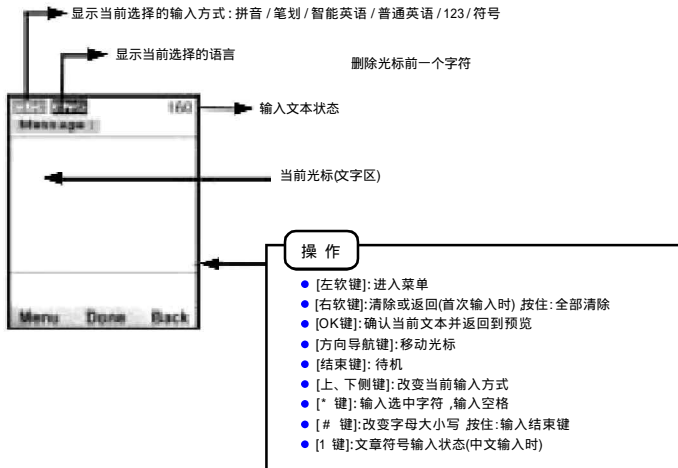 显示当前选择的输入方式:拼音/笔划/智能英语/普通英语/123/符号
显示当前选择的语言
删除光标前一个字符
160
输入文本状态
Message:
当前光标(文字区)
操 作
[左软键]:进入菜单
[右软键]:清除或返回(首次输入时),按住:全部清除
[OK键]:确认当前文本并返回到预览
[方向导航键]:移动光标
[结束键]: 待机
[上、下侧键]:改变当前输入方式
[* 键]: 输入选中字符 ,输入空格
[ # 键]:改变字母大小写 ,按住: 输入结束键
[1 键]:文章符号输入状态(中文输入时)
Menu Done Back